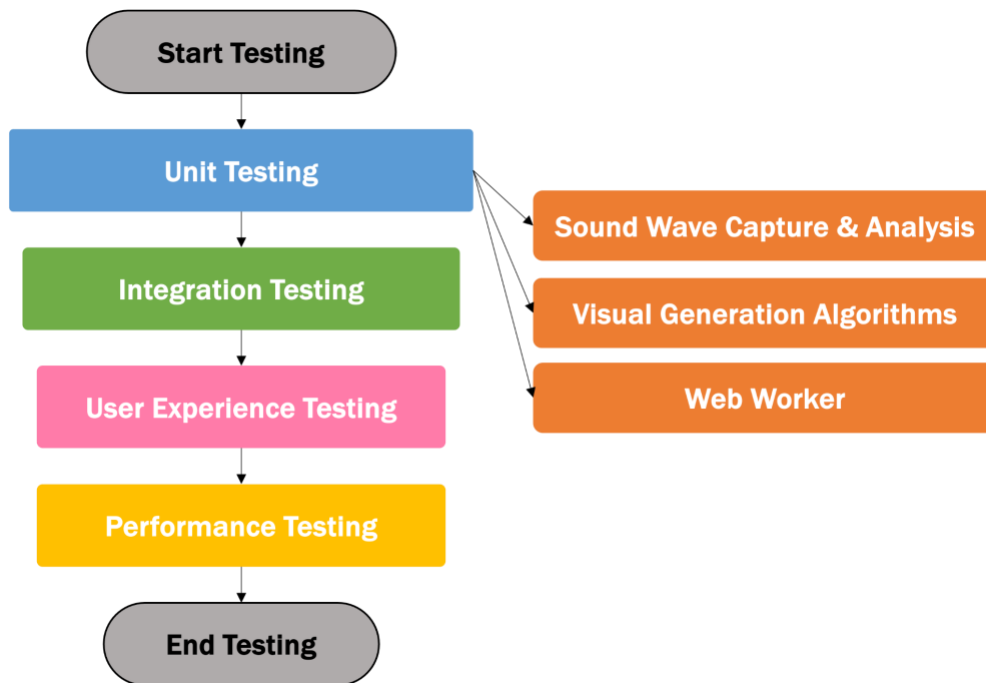 Start Testing
Unit Testing
Sound Wave Capture & Analysis
Integration Testing
Visual Generation Algorithms
User Experience Testing
Web Worker
Performance Testing
End Testing